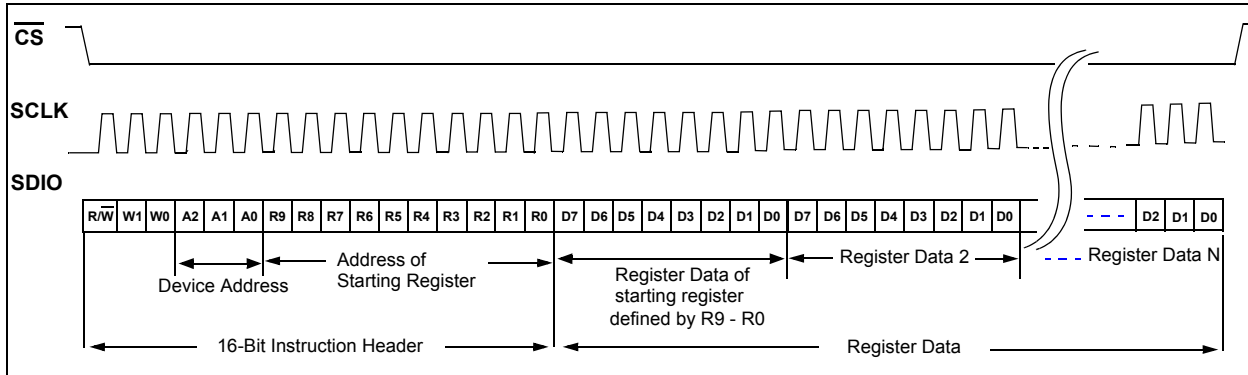 CS
SCLK
SDIO
R/W W1 W0 A2 A1 A0 R9 R8 R7 R6 R5 R4 R3 R2 R1 R0 D7 D6 D5 D4 D3 D2 D1 D0 D7 D6 D5 D4 D3 D2 D1 D0 D2 D1 D0
Device Address
Address of
Starting Register
Register Data of
starting register
defined by R9 - R0
Register Data 2
Register Data N
16-Bit Instruction Header
Register Data